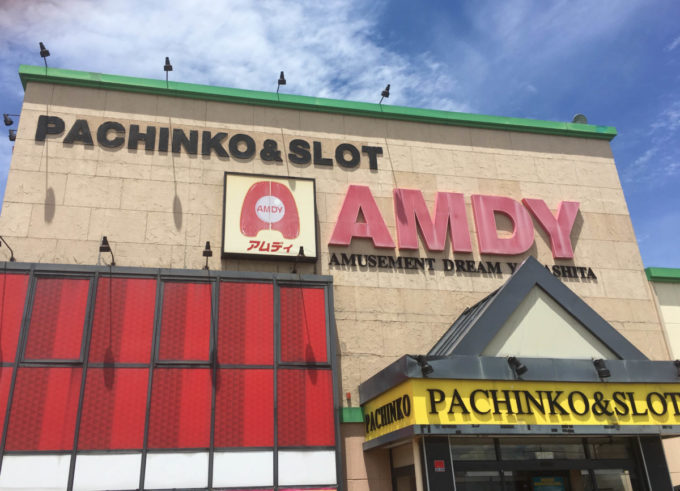 PACHINKO & SLOT
AMDY
アムディ
AMDY
AMUSEMENT DREAM
PACHINKO
PACHINKO&SLOT